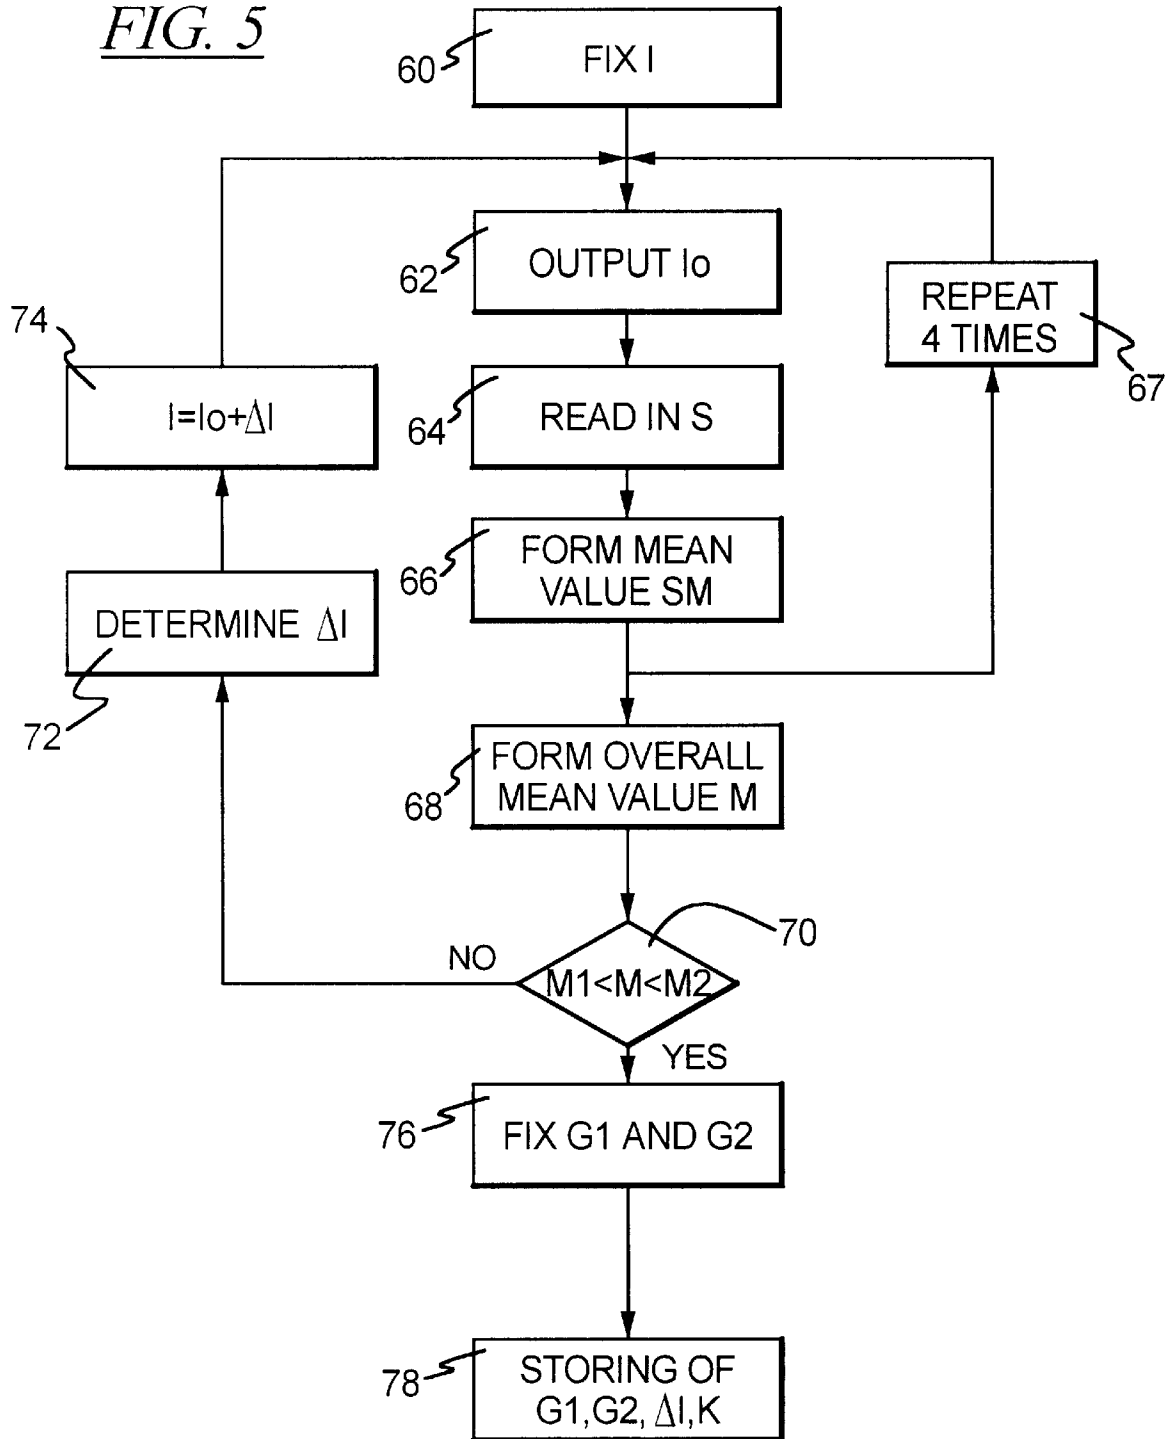 FIG. 5
60
FIX I
62
OUTPUT Io
REPEAT
4 TIMES
67
74
I=Io+ΔI
64
READ IN S
66
FORM MEAN
VALUE SM
DETERMINE ΔI
72
68
FORM OVERALL
MEAN VALUE M
70
NO
M1<M<M2
YES
76
FIX G1 AND G2
78
STORING OF
G1,G2, ΔI,K